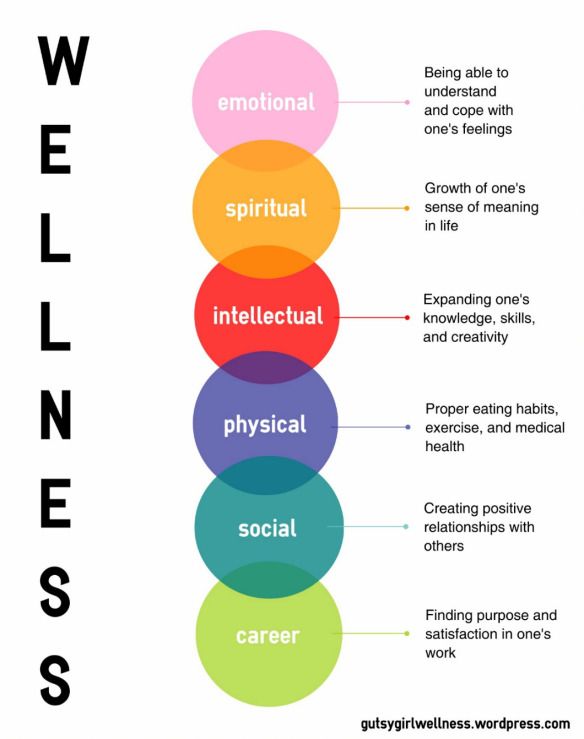 WELLNESS
emotional
Being able to
understand
and cope with
one's feelings
spiritual
Growth of one's
sense of meaning
in life
intellectual
Expanding one's
knowledge, skills,
and creativity
physical
Proper eating habits,
exercise, and medical
health
social
Creating positive
relationships with
others
career
Finding purpose and
satisfaction in one's
work
gutsygirlwellness.wordpress.com